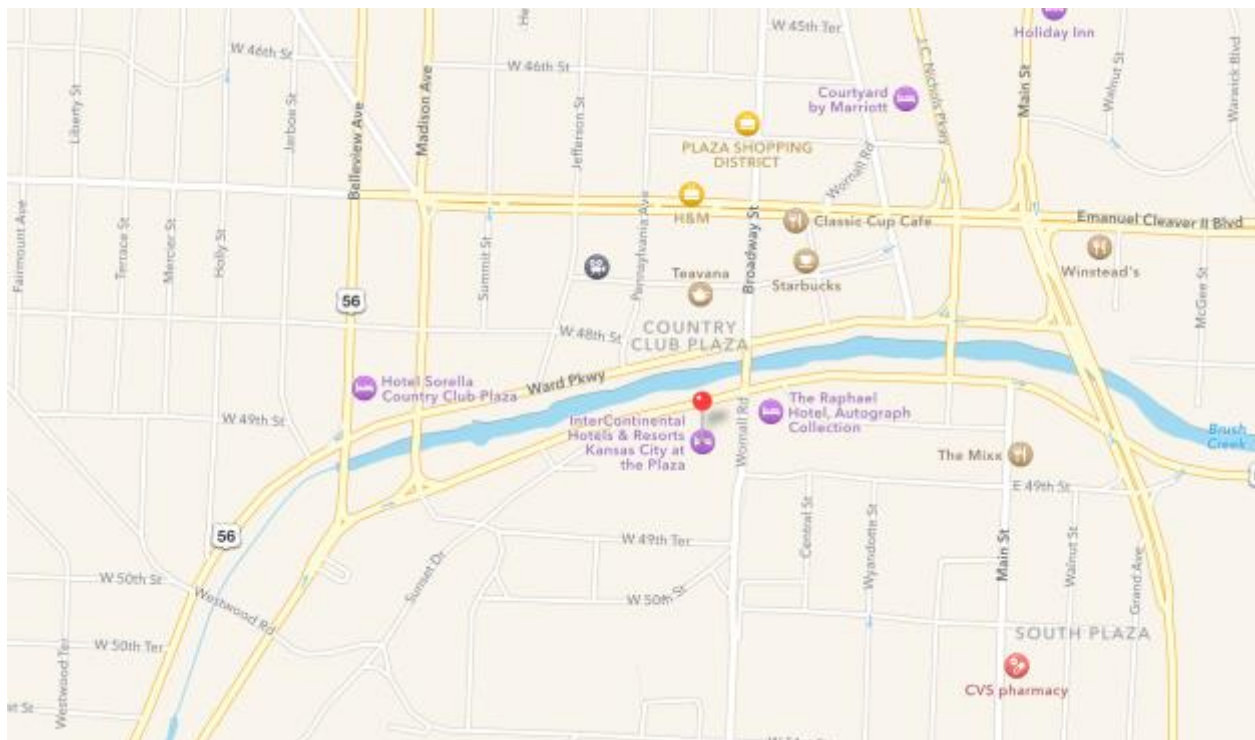 W 45th Ter
Holiday Inn
W 46th St
W 46th St
He
J C Nichols Pkwy
Main St
Walnut St
Warwick Blvd
Liberty St
Jarboe St
Belleview Ave
Madison Ave
Jefferson St
Courtyard
by Marriott
PLAZA SHOPPING
DISTRICT
Wornall Rd
Fairmount Ave
Terrace St
Mercier St
Holly St
Summit St
Pennsylvania Ave
H&M
Broadway St
Classic Cup Cafe
Emanuel Cleaver II Blvd
Winstead's
Teavana
Starbucks
McGee St
56
W 48th St
COUNTRY
CLUB PLAZA
Hotel Sorella
Country Club Plaza
Ward Pkwy
W 49th St
InterContinental
Hotels & Resorts
Kansas City at
the Plaza
Wornall Rd
The Raphael
Hotel, Autograph
Collection
Brush
Creek
The Mixx
E 49th St
56
W 49th Ter
Central St
Wyandotte St
Main St
Walnut St
Grand Ave
W 50th St
Westwood Rd
Sunset Dr
W 50th St
SOUTH PLAZA
W 50th Ter
Westwood Ter
CVS pharmacy
st St